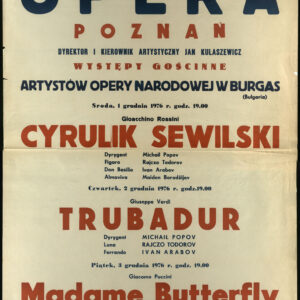 OPERA
POZNAŃ
DYREKTOR I KIEROWNIK ARTYSTYCZNY JAN KULASZEWICZ
WYSTĘPY GOŚCINNE
ARTYSTÓW OPERY NARODOWEJ W BURGAS
(Bulgaria)
Środa, 1 grudnia 1976 r. godz. 19.00
Gioacchino Rossini
CYRULIK SEWILSKI
Dyrygent Michail Popov
Figaro Rajczo Todorov
Don Basilio Ivan Arabov
Almaviva Maiden
Czwartek, 2 grudnia 1976 r. godz. 19.00
Giuseppe Verdi
TRUBADUR
Dyrygent MICHAIL POPOV
Luna RAJCZO TODOROV
Ferrando IVAN ARABOV
Piątek, 3 grudnia 1976 r. godz. 19.00
Giacomo Puccini
Madame Butterfly